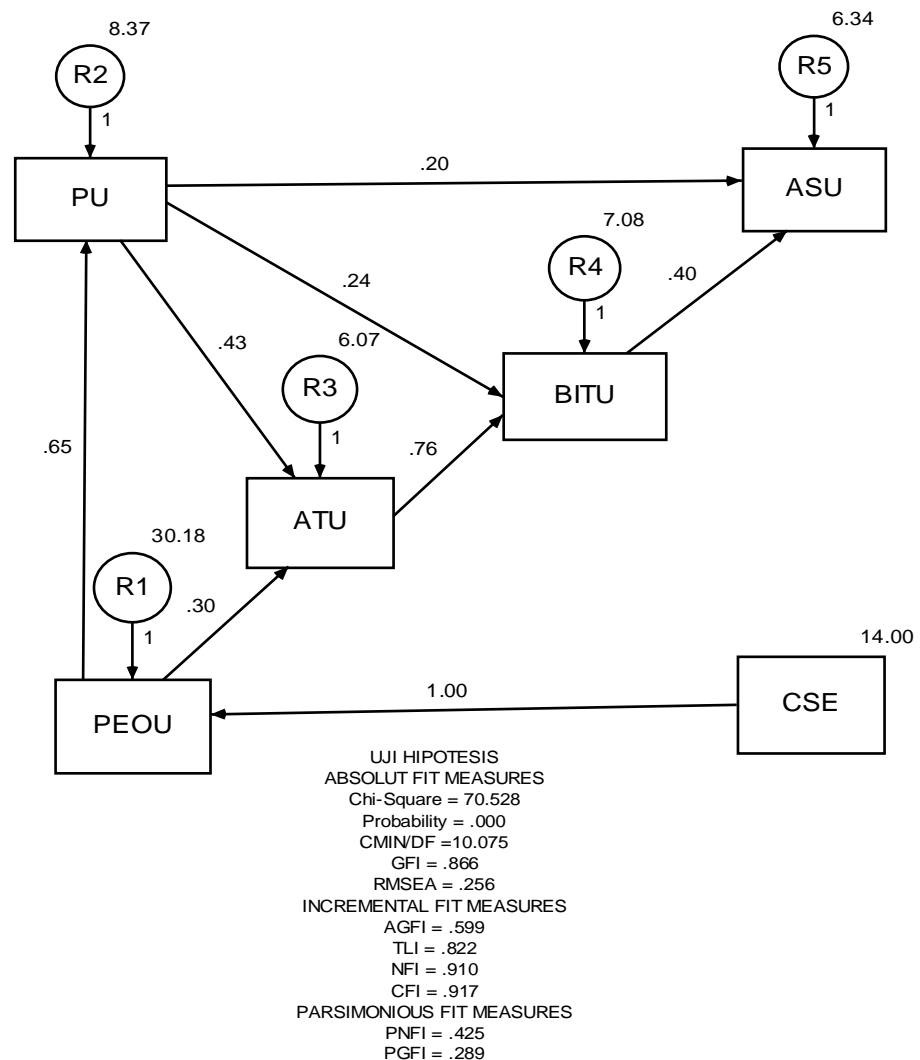 8.37
6.34
R2
R5
1
1
PU
.20
ASU
7.08
R4
.24
.40
1
.43
6.07
R3
BITU
1
.65
.76
ATU
30.18
R1
.30
1
14.00
PEOU
1.00
CSE
UJI HIPOTESIS
ABSOLUT FIT MEASURES
Chi-Square = 70.528
Probability = .000
CMIN/DF =10.075
GFI = .866
RMSEA = .256
INCREMENTAL FIT MEASURES
AGFI = .599
TLI = .822
NFI = .910
CFI = .917
PARSIMONIOUS FIT MEASURES
PNFI = .425
PGFI = .289